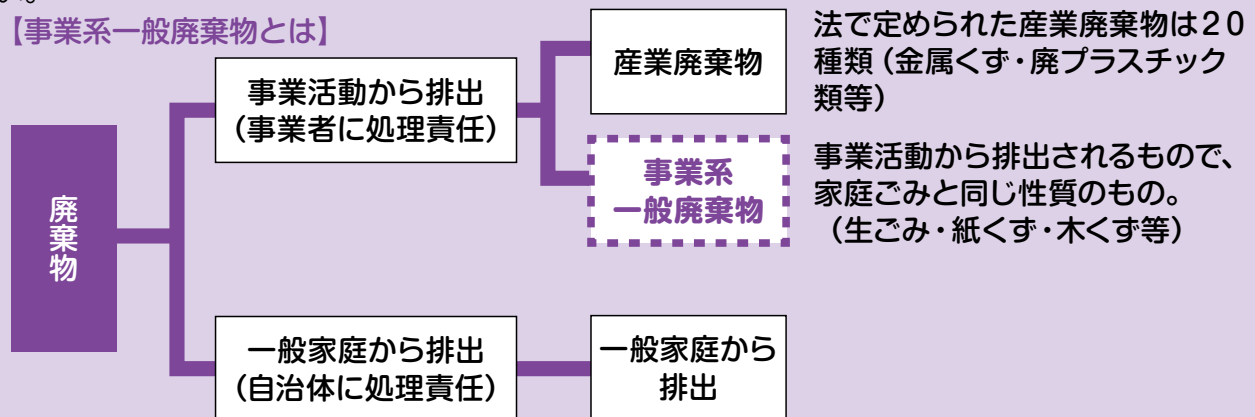 【事業系一般廃棄物とは】
廃棄物
事業活動から排出
（事業者に処理責任）
産業廃棄物
法で定められた産業廃棄物は２０
種類（金属くず・廃プラスチック
類等）
事業系
一般廃棄物
事業活動から排出されるもので、
家庭ごみと同じ性質のもの。
（生ごみ・紙くず・木くず等）
一般家庭から排出
（自治体に処理責任）
一般家庭から
排出